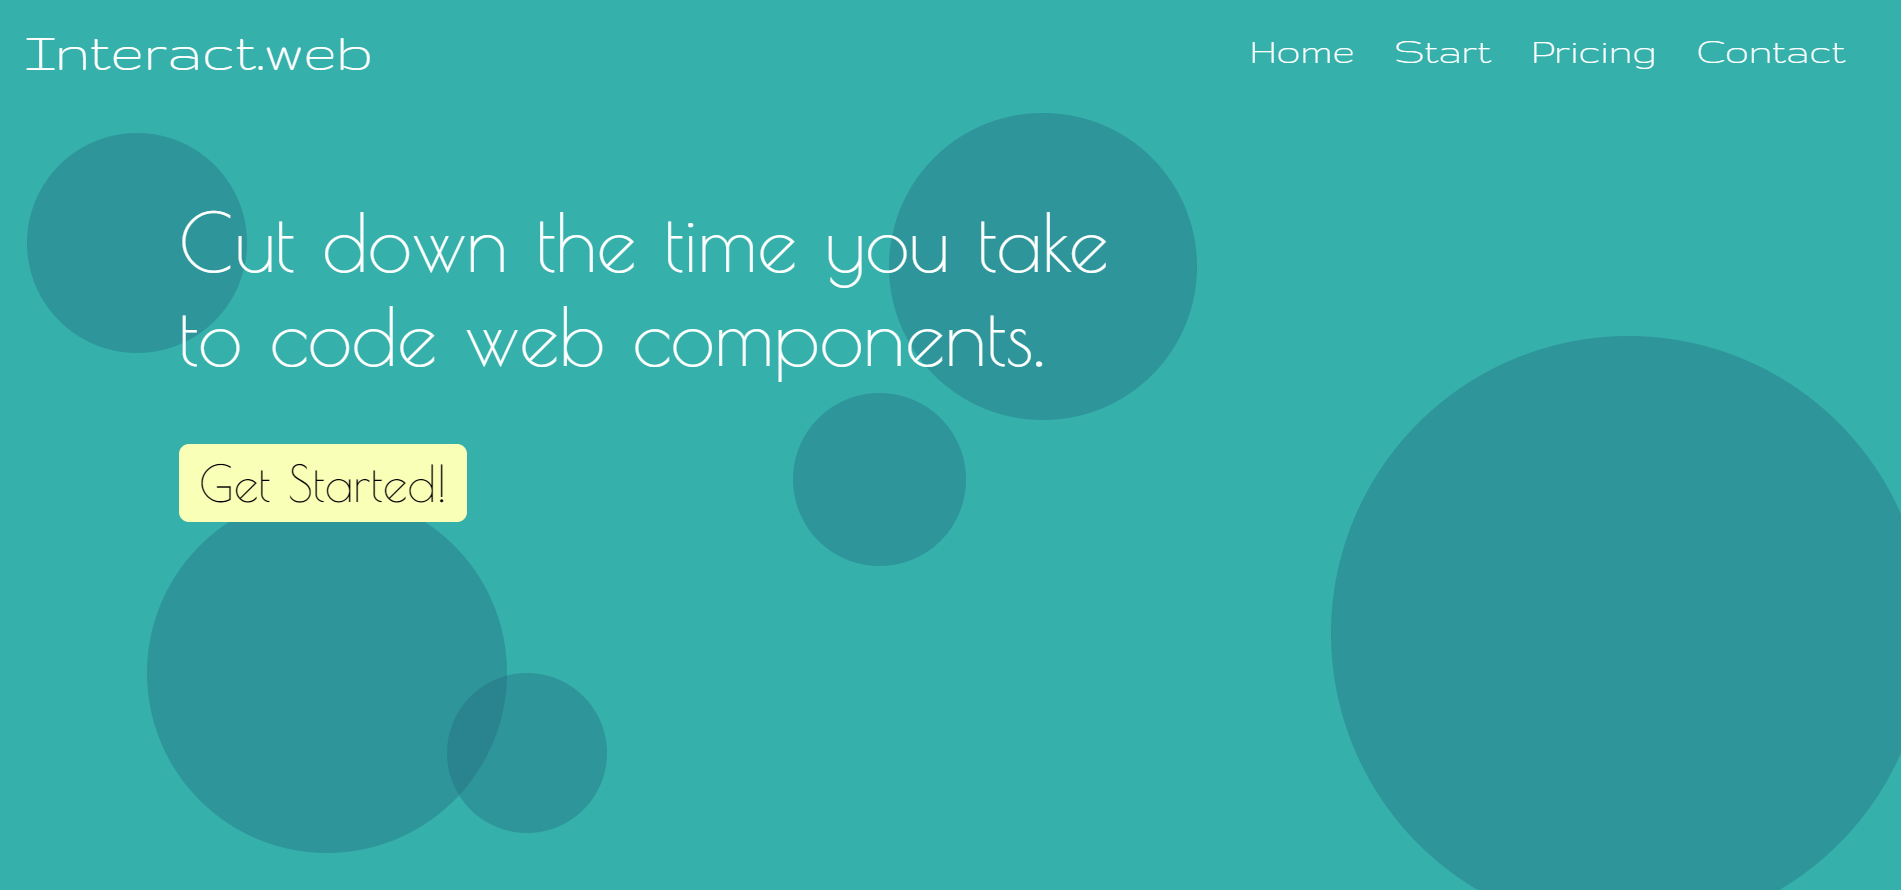 Interact.web
Home Start Pricing Contact
Cut down the time you take
to code web components.
Get Started!